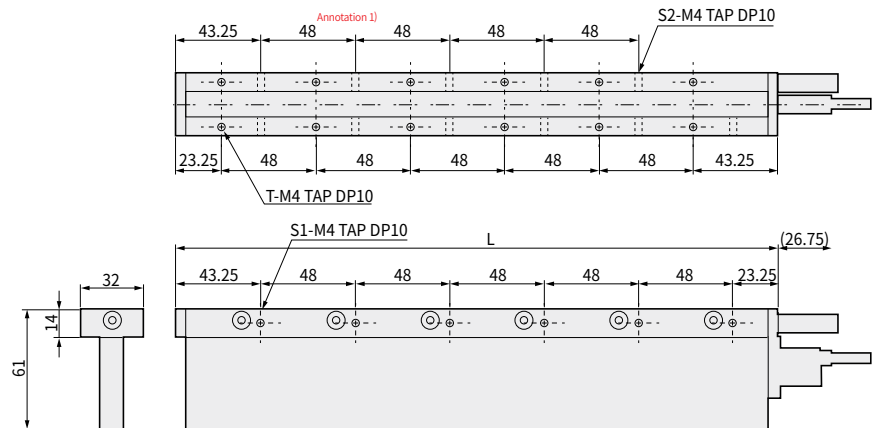 Annotation 1)
S2-M4 TAP DP10
43.25 48 48 48 48
23.25 48 48 48 48 48 43.25
T-M4 TAP DP10
S1-M4 TAP DP10
L (26.75)
32 43.25 48 48 48 48 48 23.25
14
61